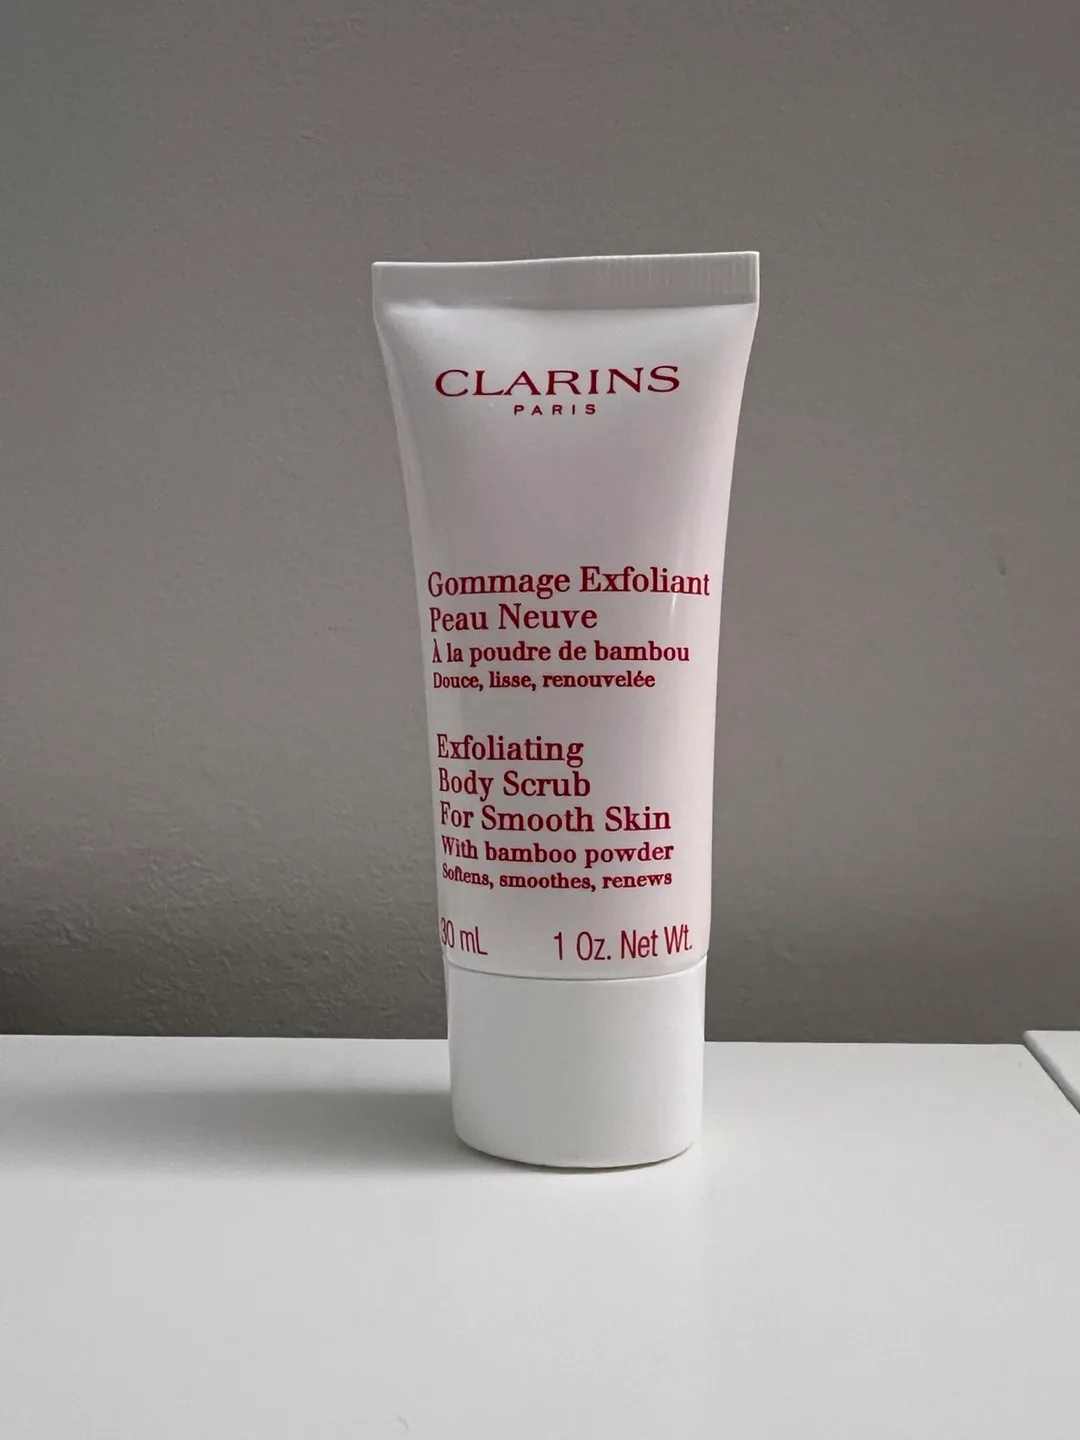 CLARINS
PARIS
Gommage Exfoliant
Peau Neuve
À la poudre de bambou
Douce, lisse, renouvelée
Exfoliating
Body Scrub
For Smooth Skin
With bamboo powder
Softens, smoothes, renews
30 mL 1 Oz. Net Wt.